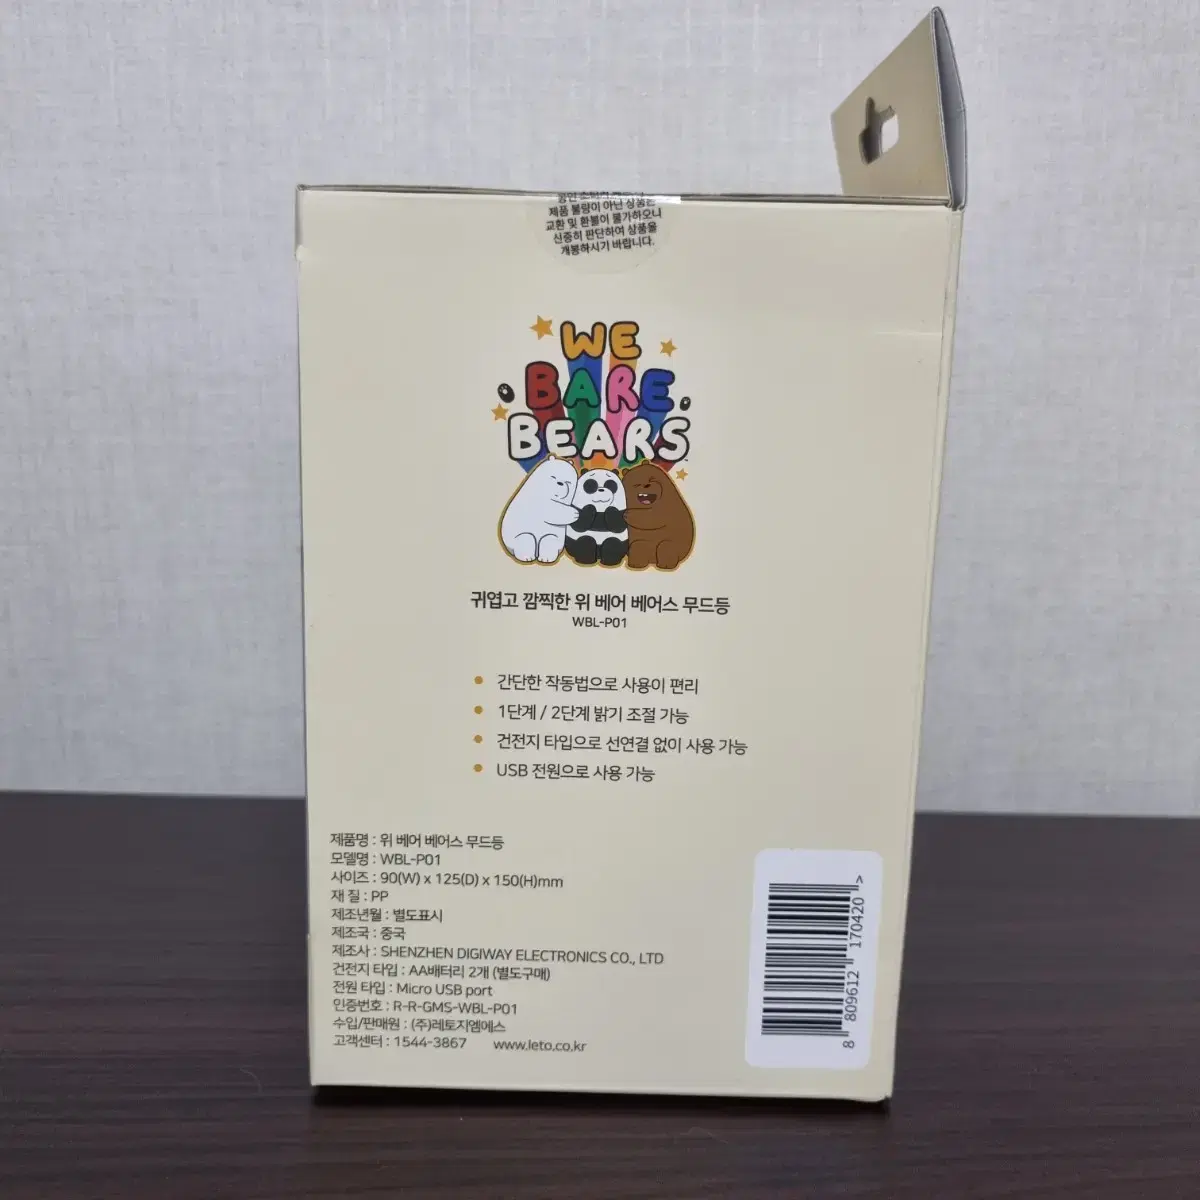 제품 불량이 아닌 상품은
교환 및 환불이 불가하오니
신중히 판단하여 상품을
개봉하시기 바랍니다.
WE
BARE
BEARS
귀엽고 깜찍한 위 베어 베어스 무드등
WBL-P01
• 간단한 작동법으로 사용이 편리
• 1단계 / 2단계 밝기 조절 가능
• 건전지 타입으로 선연결 없이 사용 가능
• USB 전원으로 사용 가능
제품명 : 위 베어 베어스 무드등
모델명 : WBL-P01
사이즈 : 90(W) x 125(D) x 150(H)mm
재 질 : PP
제조년월 : 별도표시
제조국 : 중국
제조사 : SHENZHEN DIGIWAY ELECTRONICS CO., LTD
건전지 타입 : AA배터리 2개 (별도구매)
전원 타입 : Micro USB port
인증번호 : R-R-GMS-WBL-P01
수입/판매원 : (주)레토지엠에스
고객센터 : 1544-3867 www.leto.co.kr
8 809612 170420 >